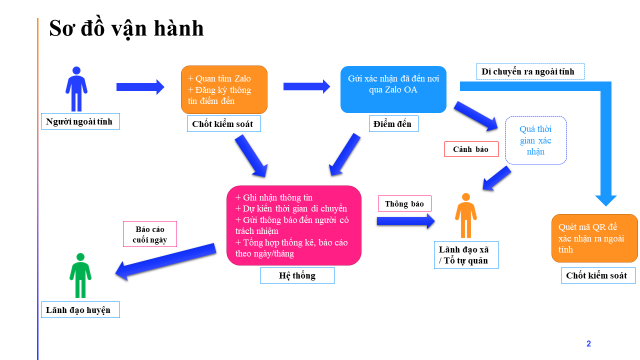 Sơ đồ vận hành
Người ngoài tỉnh
+ Quan tâm Zalo
+ Đăng ký thông
tin điểm đến
Chốt kiểm soát
Gửi xác nhận đã đến nơi
qua Zalo OA
Điểm đến
Di chuyển ra ngoài tỉnh
Cảnh báo
Quá thời
gian xác
nhận
+ Ghi nhận thông tin
+ Dự kiến thời gian di chuyển
+ Gửi thông báo đến người có
trách nhiệm
+ Tổng hợp thống kê, báo cáo
theo ngày/tháng
Hệ thống
Thông báo
Lãnh đạo xã
/ Tổ tự quản
Quét mã QR để
xác nhận ra ngoài
tỉnh
Chốt kiểm soát
Báo cáo
cuối ngày
Lãnh đạo huyện
2